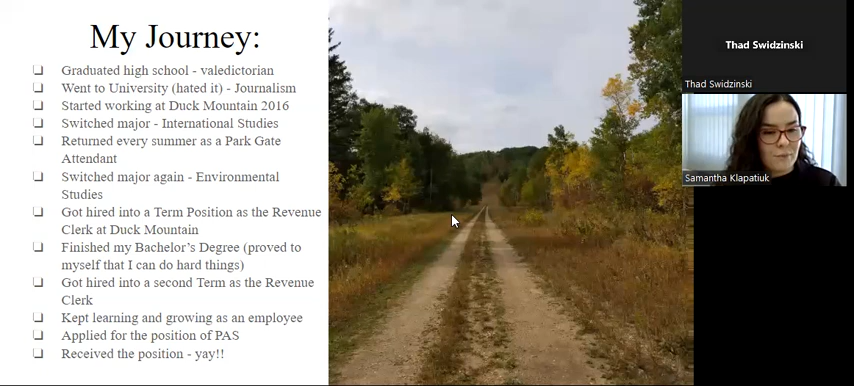 My Journey:
❑ Graduated high school - valedictorian
❑ Went to University (hated it) - Journalism
❑ Started working at Duck Mountain 2016
❑ Switched major - International Studies
❑ Returned every summer as a Park Gate
Attendant
❑ Switched major again - Environmental
Studies
❑ Got hired into a Term Position as the Revenue
Clerk at Duck Mountain
❑ Finished my Bachelor’s Degree (proved to
myself that I can do hard things)
❑ Got hired into a second Term as the Revenue
Clerk
❑ Kept learning and growing as an employee
❑ Applied for the position of PAS
❑ Received the position - yay!!
Thad Swidzinski
Thad Swidzinski
Samantha Klapatiuk